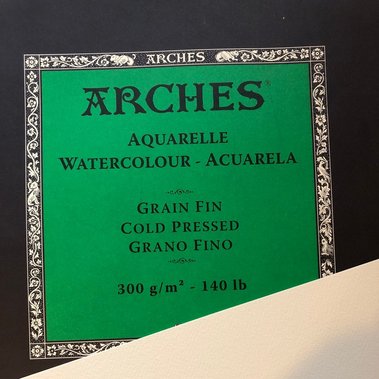 ARCHES
ARCHES®
AQUARELLE
WATERCOLOUR - ACUARELA
GRAIN FIN
COLD PRESSED
GRANO FINO
300 g/m² - 140 lb